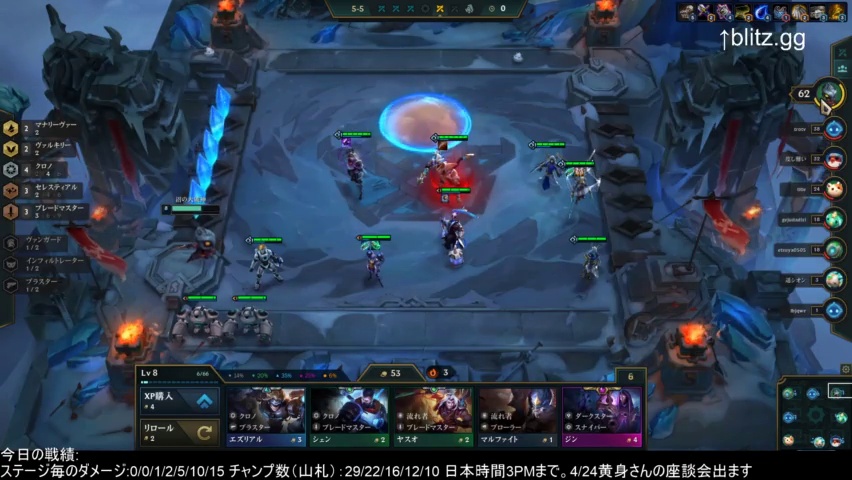 5-5
0
↑blitz.gg
62
2 マナリーヴァー
2
2 ヴァルキリー
2
4 クロノ
4
3 セレスティアル
3
3 ブレードマスター
3
ヴァンガード
1/2
インフィルトレーター
1/2
ブラスター
1/2
8
Lv 8
6/66
53
3
6
XP購入
4
リロール
2
クロノ
ブラスター
エズリアル 3
クロノ
ブレードマスター
シェン 2
流れ者
ブレードマスター
ヤスオ 2
流れ者
ブローラー
マルファイト 1
ダークスター
スナイパー
ジン 4
今日の戦績:
ステージ毎のダメージ:0/0/1/2/5/10/15 チャンプ数（山札）: 29/22/16/12/10 日本時間3PMまで。4/24黄身さんの座談会出ます